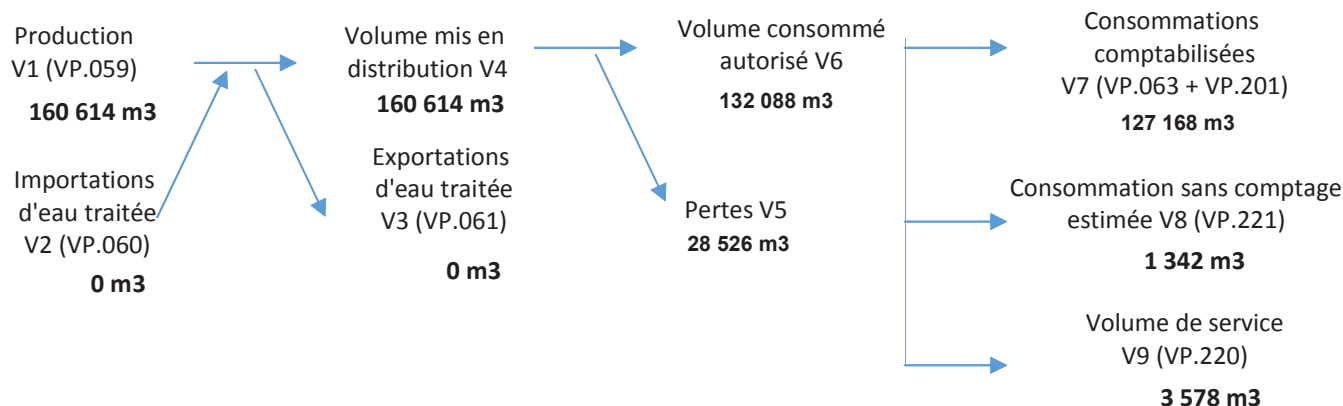 Production
V1 (VP.059)
160 614 m3
Importations
d'eau traitée
V2 (VP.060)
0 m3
Volume mis en
distribution V4
160 614 m3
Exportations
d'eau traitée
V3 (VP.061)
0 m3
Volume consommé
autorisé V6
132 088 m3
Pertes V5
28 526 m3
Consommations
comptabilisées
V7 (VP.063 + VP.201)
127 168 m3
Consommation sans comptage
estimée V8 (VP.221)
1 342 m3
Volume de service
V9 (VP.220)
3 578 m3